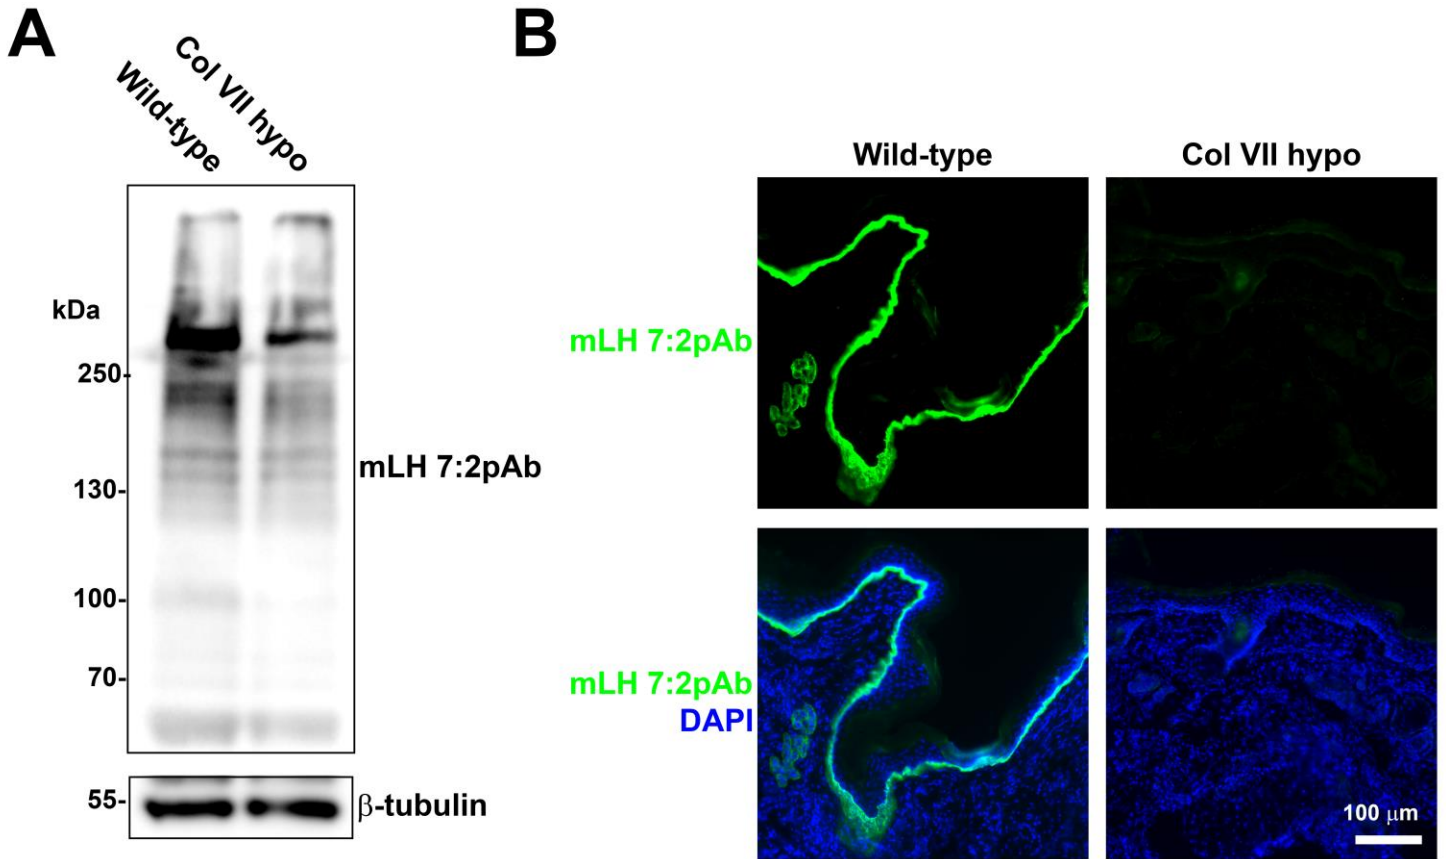 A
B
Wild-type
Col VII hypo
kDa
250-
130-
100-
70-
55-
mLH 7:2pAb
β-tubulin
Wild-type
Col VII hypo
mLH 7:2pAb
mLH 7:2pAb
DAPI
100 μm